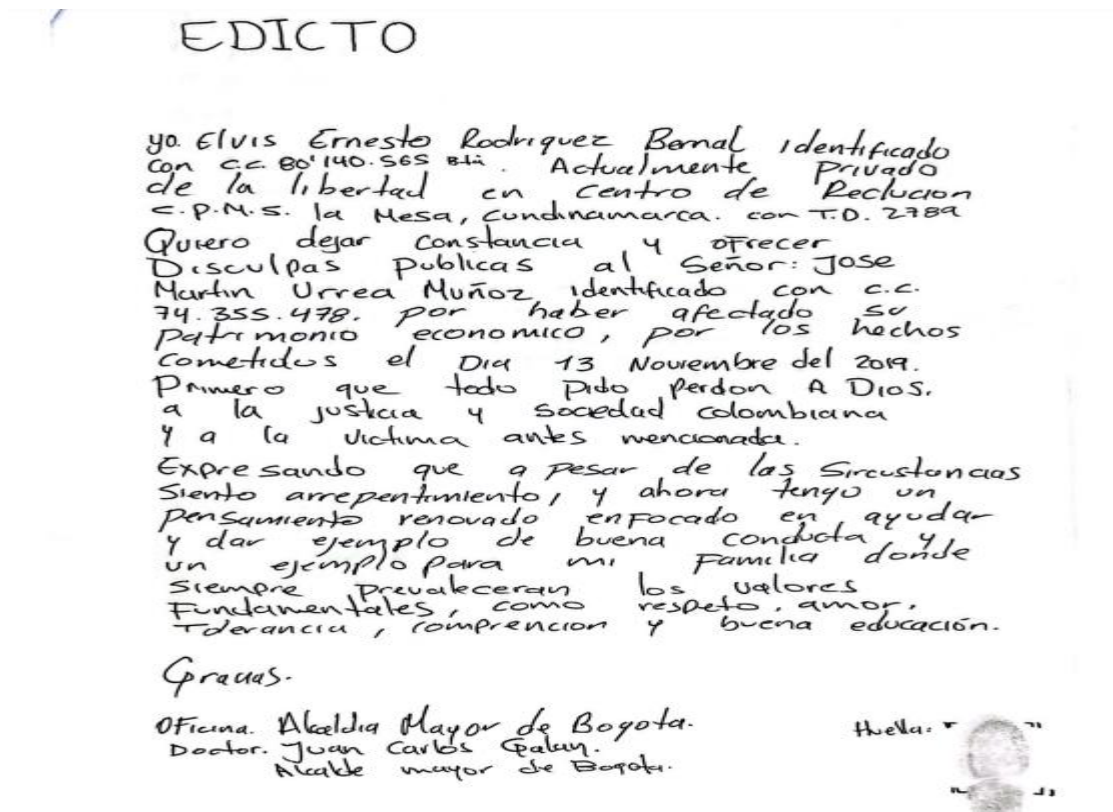 EDICTO
yo. Elvis Ernesto Rodriguez Bernal identificado
con c.c. 80'140.565 Btá. Actualmente Privado
de la libertad en centro de Reclucion
C.P.M.S. la Mesa, cundinamarca. con T.D. 2789
Quiero dejar constancia y oFrecer
Disculpas Publicas al Señor: Jose
Martin Urrea Muñoz, identificado con c.c.
74.355.478. por haber afectado su
patrimonio economico, por los hechos
cometidos el Dia 13 Noviembre del 2019.
Primero que todo pido perdon A Dios.
a la justicia y sociedad colombiana
y a la victima antes mencionada.
Expresando que a pesar de las Sircustancias
Siento arrepentimiento, y ahora tengo un
pensamiento renovado enFocado en ayudar
y dar ejemplo de buena conducta y
un ejemplo para mi Familia donde
siempre prevaleceran los valores
Fundamentales, como respeto, amor,
Tolerancia, comprencion y buena educación.
Gracias.
OFicina. Alcaldia Mayor de Bogota.
Doctor. Juan Carlos Galan.
Alcalde mayor de Bogota.
Huella: